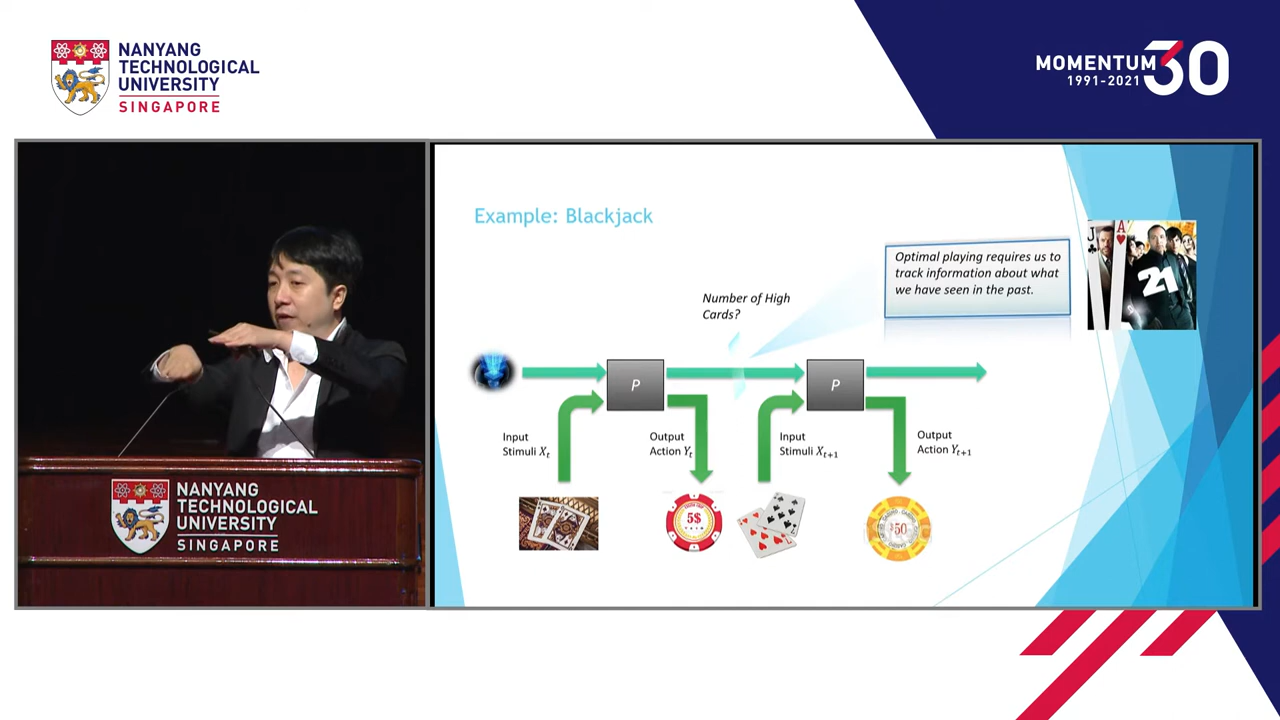 NANYANG
TECHNOLOGICAL
UNIVERSITY
SINGAPORE
MOMENTUM30
1991-2021
Example: Blackjack
Optimal playing requires us to
track information about what
we have seen in the past.
J A
21
Number of High
Cards?
P
P
Input
Stimuli Xₜ
Output
Action Yₜ
Input
Stimuli Xₜ₊₁
Output
Action Yₜ₊₁
5$
$50
NANYANG
TECHNOLOGICAL
UNIVERSITY
SINGAPORE